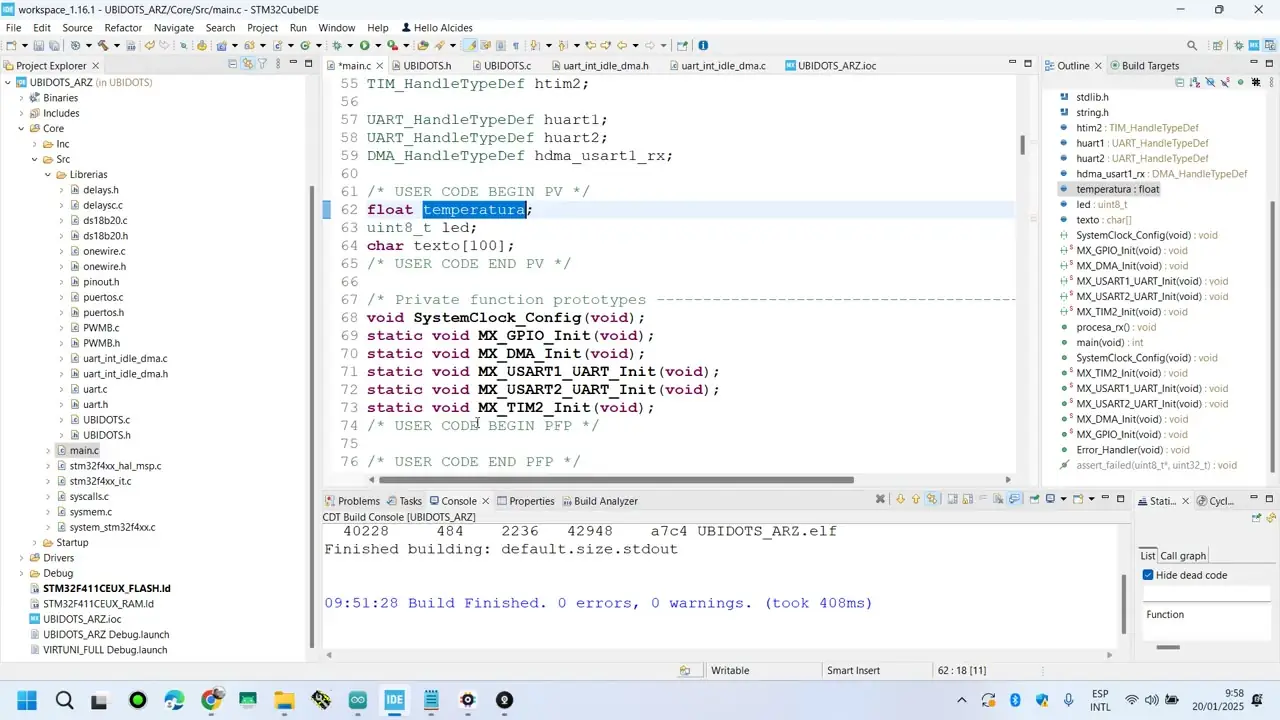 workspace_1.16.1 - UBIDOTS_ARZ/Core/Src/main.c - STM32CubeIDE
File Edit Source Refactor Navigate Search Project Run Window Help Hello Alcides
Project Explorer
UBIDOTS_ARZ (in UBIDOTS)
Binaries
Includes
Core
Inc
Src
Librerias
delays.h
delaysc.c
ds18b20.c
ds18b20.h
onewire.c
onewire.h
pinout.h
puertos.c
puertos.h
PWMB.c
PWMB.h
uart_int_idle_dma.c
uart_int_idle_dma.h
uart.c
uart.h
UBIDOTS.c
UBIDOTS.h
main.c
stm32f4xx_hal_msp.c
stm32f4xx_it.c
syscalls.c
sysmem.c
system_stm32f4xx.c
Startup
Drivers
Debug
STM32F411CEUX_FLASH.ld
STM32F411CEUX_RAM.ld
UBIDOTS_ARZ.ioc
UBIDOTS_ARZ Debug.launch
VIRTUNI_FULL Debug.launch
*main.c UBIDOTS.h UBIDOTS.c uart_int_idle_dma.h uart_int_idle_dma.c UBIDOTS_ARZ.ioc
55 TIM_HandleTypeDef htim2;
56
57 UART_HandleTypeDef huart1;
58 UART_HandleTypeDef huart2;
59 DMA_HandleTypeDef hdma_usart1_rx;
60
61 /* USER CODE BEGIN PV */
62 float temperatura;
63 uint8_t led;
64 char texto[100];
65 /* USER CODE END PV */
66
67 /* Private function prototypes ---------------------------------------
68 void SystemClock_Config(void);
69 static void MX_GPIO_Init(void);
70 static void MX_DMA_Init(void);
71 static void MX_USART1_UART_Init(void);
72 static void MX_USART2_UART_Init(void);
73 static void MX_TIM2_Init(void);
74 /* USER CODE BEGIN PFP */
75
76 /* USER CODE END PFP */
Outline Build Targets
stdlib.h
string.h
htim2 : TIM_HandleTypeDef
huart1 : UART_HandleTypeDef
huart2 : UART_HandleTypeDef
hdma_usart1_rx : DMA_HandleTypeDef
temperatura : float
led : uint8_t
texto : char[]
SystemClock_Config(void) : void
MX_GPIO_Init(void) : void
MX_DMA_Init(void) : void
MX_USART1_UART_Init(void) : void
MX_USART2_UART_Init(void) : void
MX_TIM2_Init(void) : void
procesa_rx() : void
main(void) : int
SystemClock_Config(void) : void
MX_TIM2_Init(void) : void
MX_USART1_UART_Init(void) : void
MX_USART2_UART_Init(void) : void
MX_DMA_Init(void) : void
MX_GPIO_Init(void) : void
Error_Handler(void) : void
assert_failed(uint8_t*, uint32_t) : void
Problems Tasks Console Properties Build Analyzer
CDT Build Console [UBIDOTS_ARZ]
40228 484 2236 42948 a7c4 UBIDOTS_ARZ.elf
Finished building: default.size.stdout
09:51:28 Build Finished. 0 errors, 0 warnings. (took 408ms)
Stati... Cycl...
List Call graph
Hide dead code
Function
Writable Smart Insert 62 : 18 [11]
IDE
ESP
INTL
9:58
20/01/2025